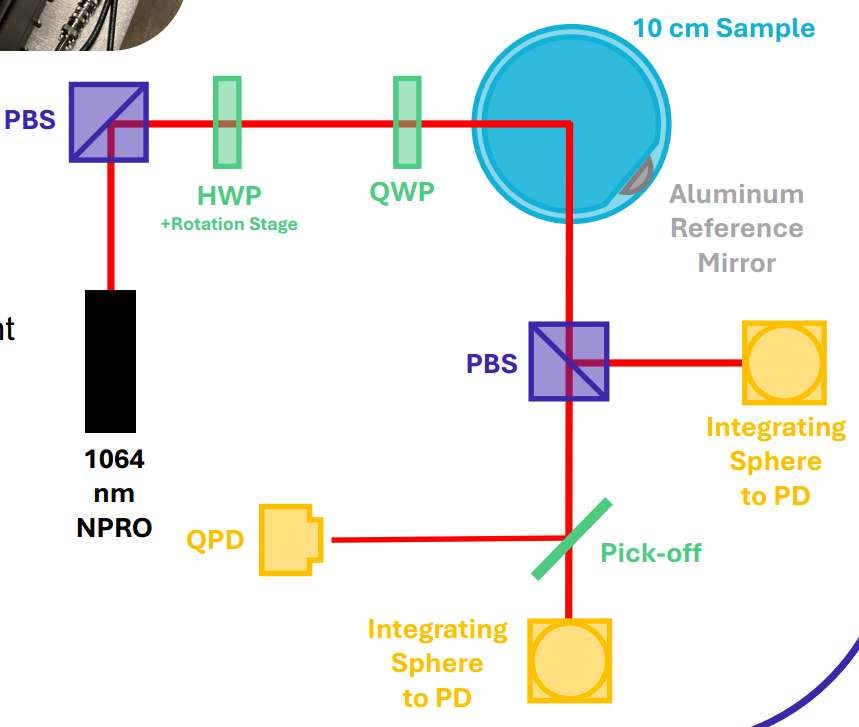 10 cm Sample
PBS
HWP
+Rotation Stage
QWP
Aluminum
Reference
Mirror
PBS
Integrating
Sphere
to PD
1064
nm
NPRO
QPD
Pick-off
Integrating
Sphere
to PD